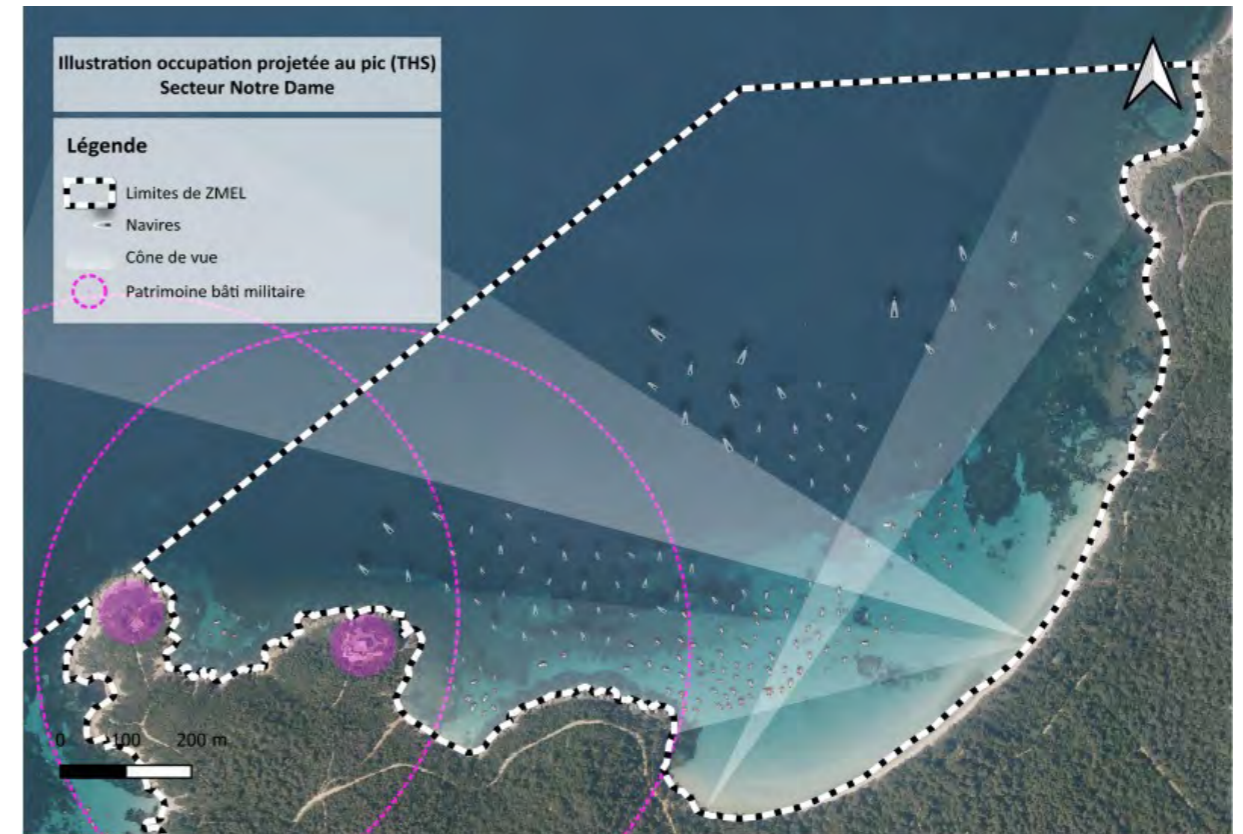 Illustration occupation projetée au pic (THS)
Secteur Notre Dame
Légende
Limites de ZMEL
Navires
Cône de vue
Patrimoine bâti militaire
0 100 200 m